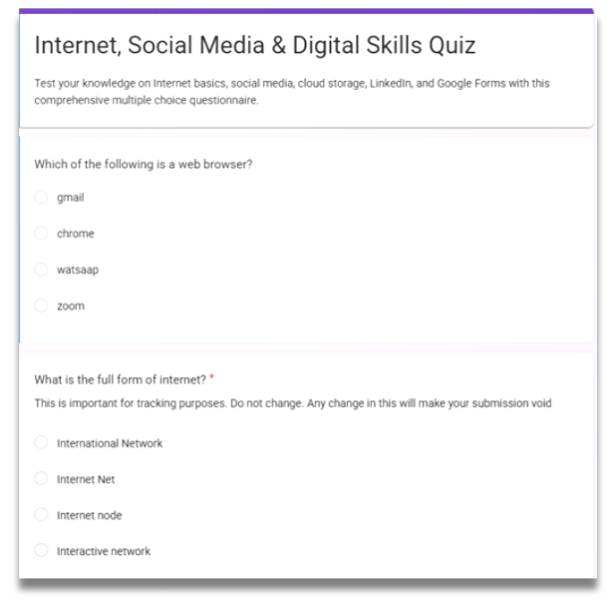 Internet, Social Media & Digital Skills Quiz
Test your knowledge on Internet basics, social media, cloud storage, LinkedIn, and Google Forms with this
comprehensive multiple choice questionnaire.
Which of the following is a web browser?
gmail
chrome
watsaap
zoom
What is the full form of internet? *
This is important for tracking purposes. Do not change. Any change in this will make your submission void
International Network
Internet Net
Internet node
Interactive network